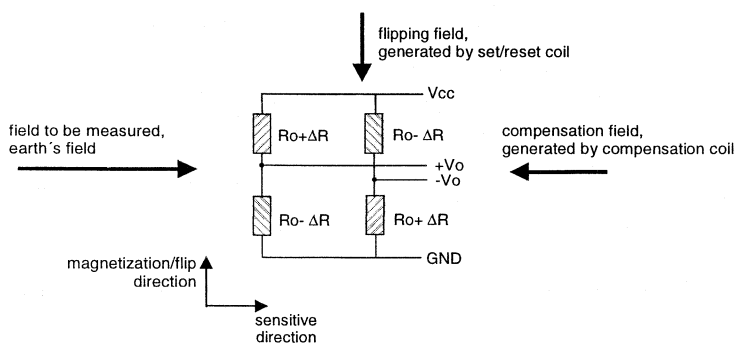 flipping field,
generated by set/reset coil
Vcc
field to be measured,
earth´s field
Ro+ΔR
Ro- ΔR
compensation field,
generated by compensation coil
+Vo
-Vo
Ro- ΔR
Ro+ ΔR
GND
magnetization/flip
direction
sensitive
direction